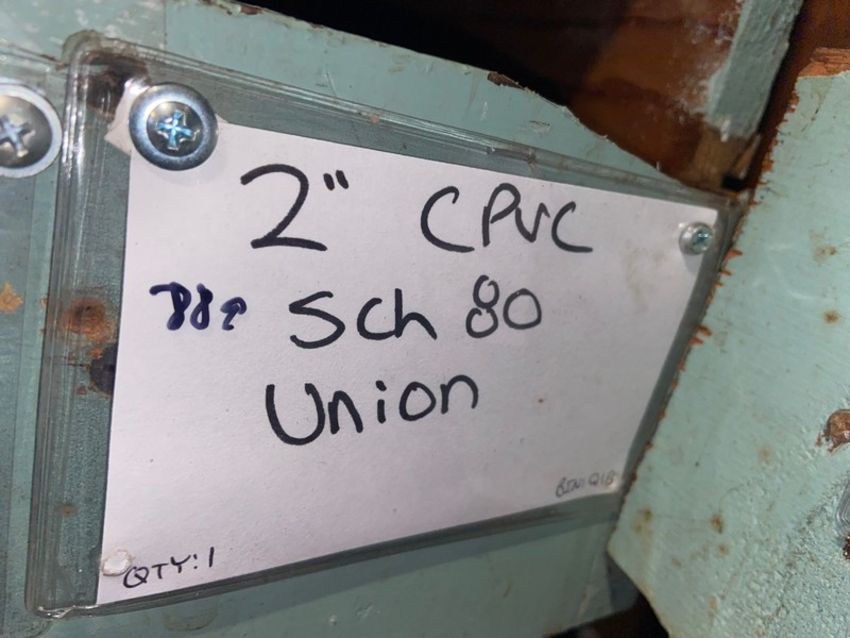 2" CPVC
Sch 80
Union
QTY:1